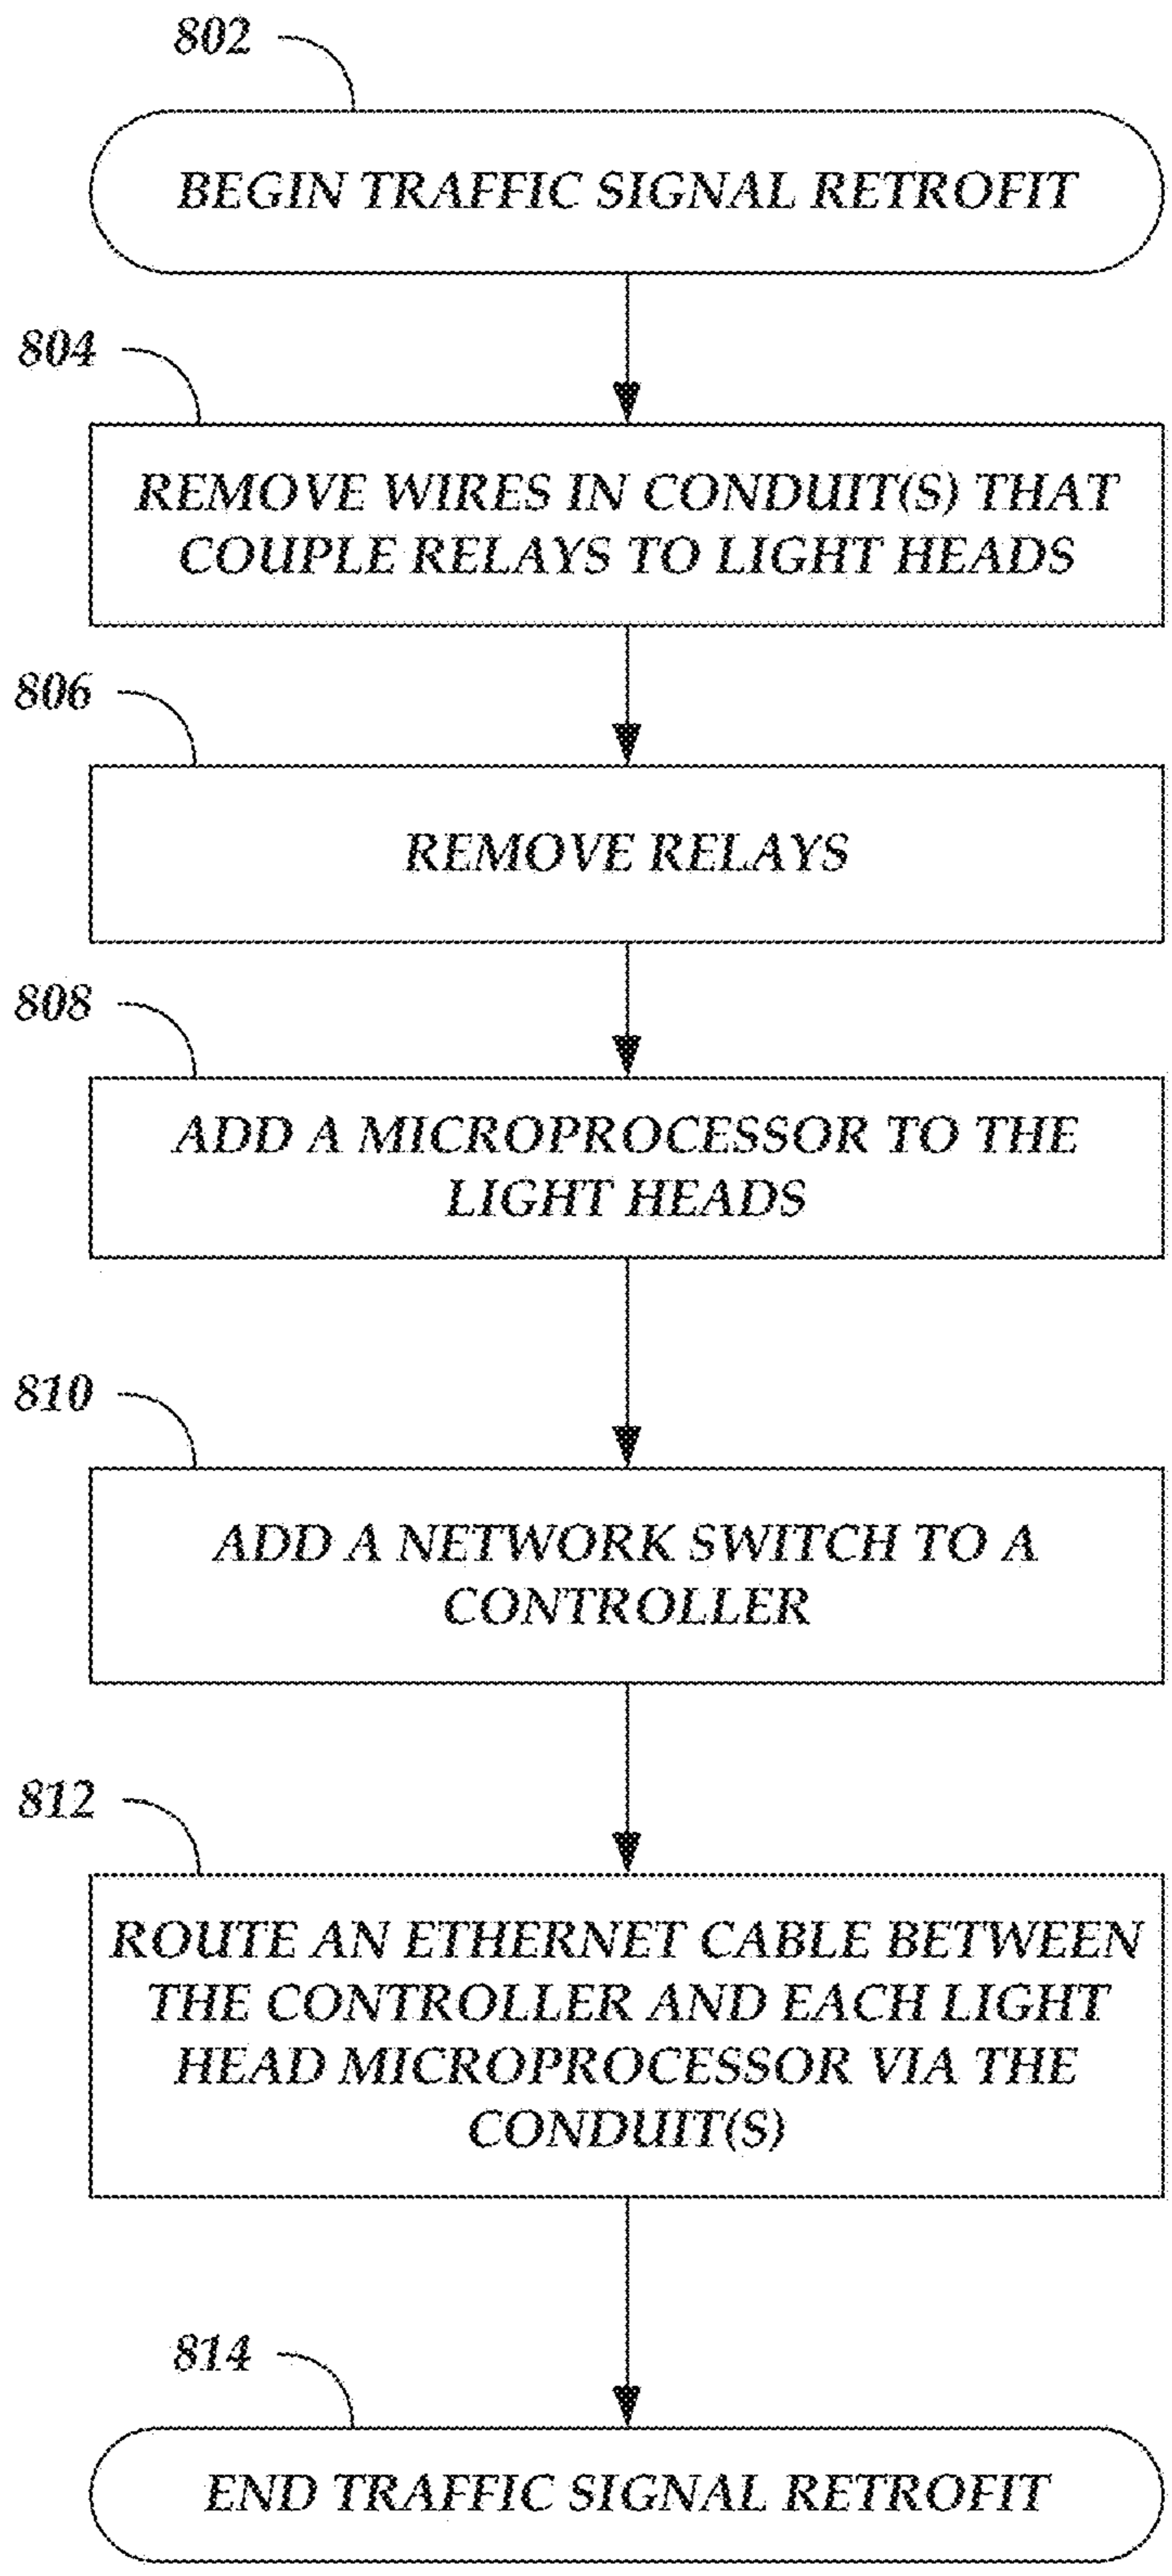 802
BEGIN TRAFFIC SIGNAL RETROFIT
804
REMOVE WIRES IN CONDUIT(S) THAT
COUPLE RELAYS TO LIGHT HEADS
806
REMOVE RELAYS
808
ADD A MICROPROCESSOR TO THE
LIGHT HEADS
810
ADD A NETWORK SWITCH TO A
CONTROLLER
812
ROUTE AN ETHERNET CABLE BETWEEN
THE CONTROLLER AND EACH LIGHT
HEAD MICROPROCESSOR VIA THE
CONDUIT(S)
814
END TRAFFIC SIGNAL RETROFIT